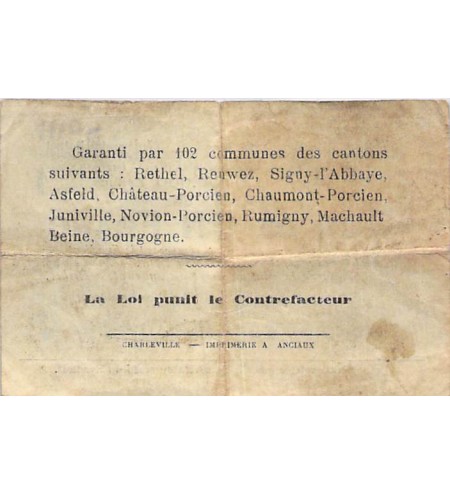 Garanti par 102 communes des cantons
suivants : Rethel, Renwez, Signy-l'Abbaye,
Asfeld, Château-Porcien, Chaumont-Porcien,
Juniville, Novion-Porcien, Rumigny, Machault
Beine, Bourgogne.
La Loi punit le Contrefacteur
CHARLEVILLE — IMPRIMERIE A ANCIAUX